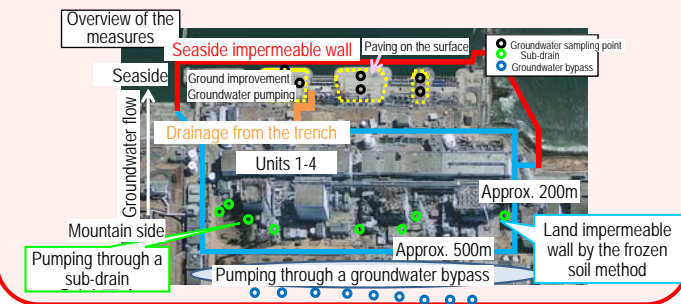 Overview of the
measures
Seaside impermeable wall
Paving on the surface
Groundwater sampling point
Sub-drain
Groundwater bypass
Seaside
Ground improvement
Groundwater pumping
Drainage from the trench
Groundwater flow
Units 1-4
Approx. 200m
Mountain side
Approx. 500m
Land impermeable
wall by the frozen
soil method
Pumping through a
sub-drain
Pumping through a groundwater bypass